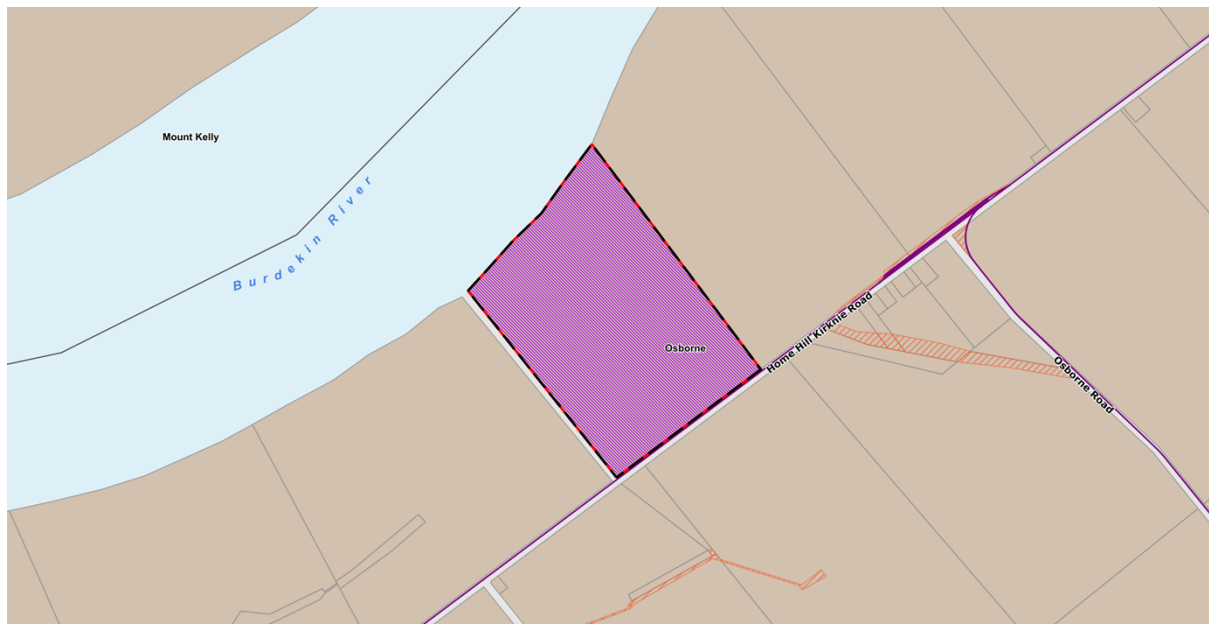 Mount Kelly
Burdekin River
Osborne
Home Hill Kirknie Road
Osborne Road